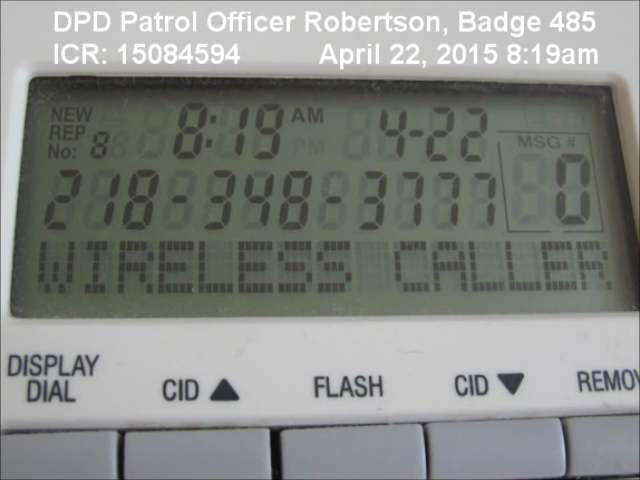 DPD Patrol Officer Robertson, Badge 485
ICR: 15084594 April 22, 2015 8:19am
NEW
REP
No: 8 8:19 AM 4-22
PM
MSG #
218-348-3777 0
WIRELESS CALLER
DISPLAY
DIAL CID ▲ FLASH CID ▼ REMOV